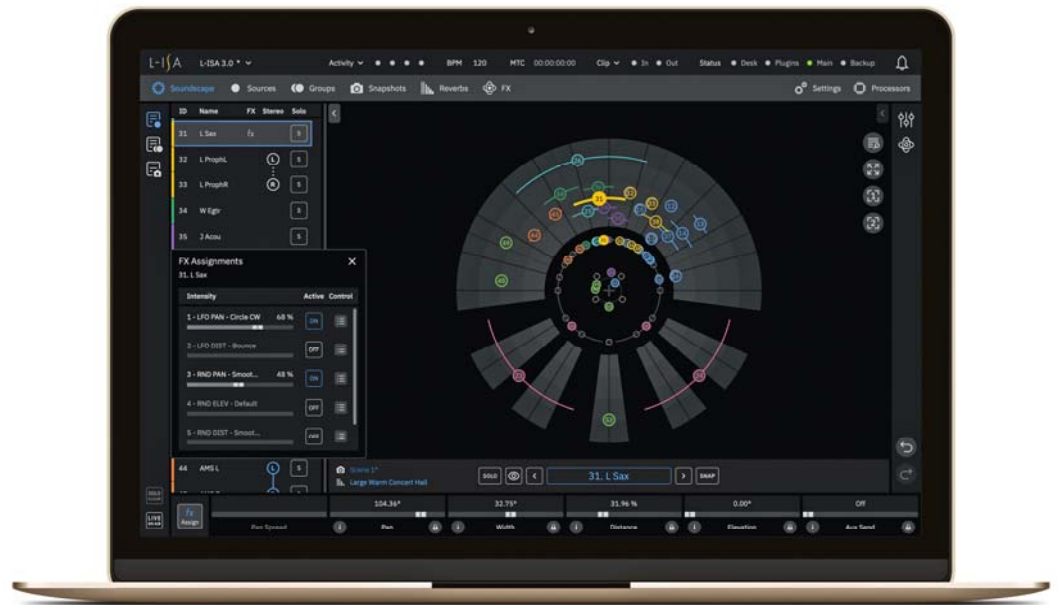 L-ISA L-ISA 3.0 * Activity BPM 120 MTC 00:00:00:00 Clip In Out Status Desk Plugins Main Backup
Soundscape Sources Groups Snapshots Reverbs FX Settings Processors
ID Name FX Stereo Solo
31 L Sax fx S
32 L ProphL L S
33 L ProphR R S
34 W Egtr S
35 J Acou S
FX Assignments
31. L Sax
Intensity Active Control
1 - LFO PAN - Circle CW 68 % ON
2 - LFO DIST - Bounce OFF
3 - RND PAN - Smoot... 48 % ON
4 - RND ELEV - Default OFF
5 - RND DIST - Smoot... OFF
44 AMS L L S
Scene 1*
Large Warm Concert Hall
SOLO < 31. L Sax > SNAP
SOLO
CLEAR
LIVE
fx
Assign
104.36° 32.75° 31.96 % 0.00° Off
Pan Spread Pan Width Distance Elevation Aux Send